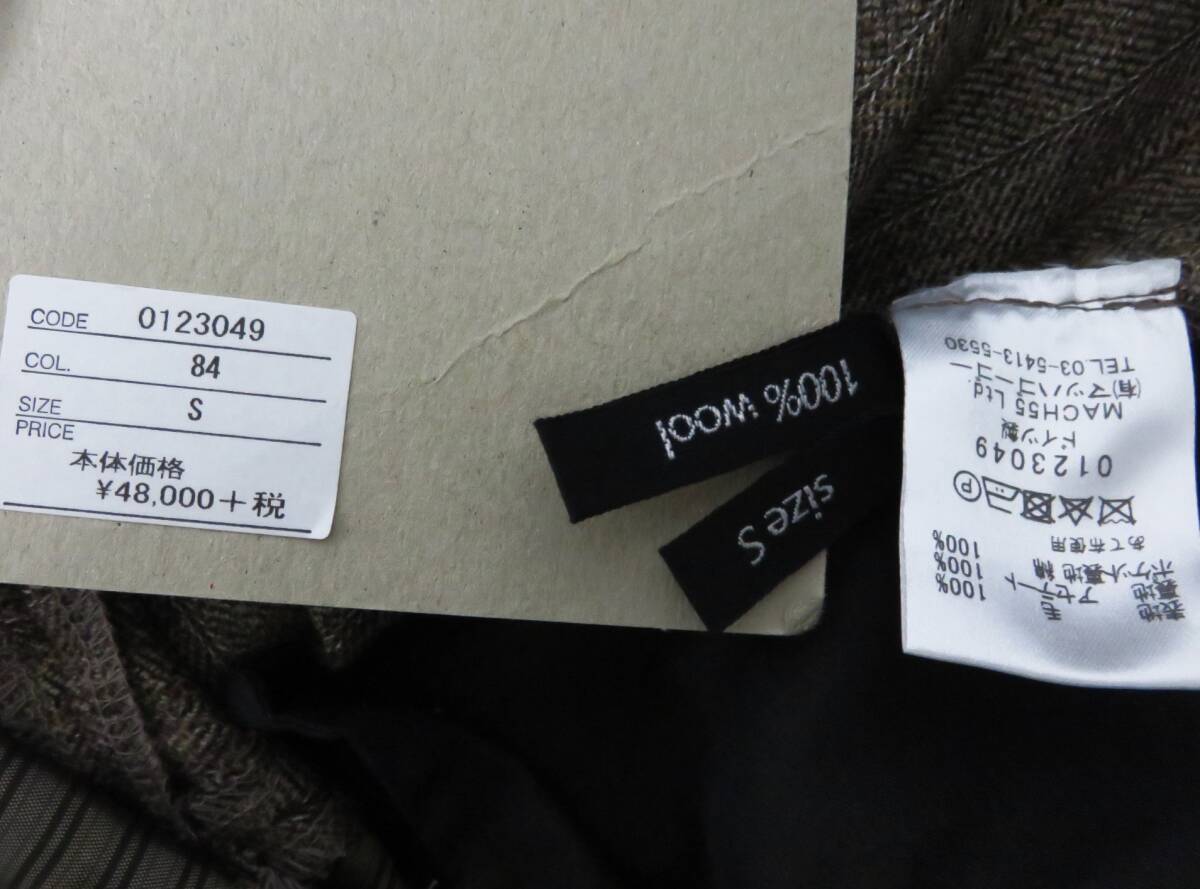 CODE 0123049
COL. 84
SIZE S
PRICE
本体価格
¥48,000+税
100% wool
size S
表地 毛 100%
裏地 アセテート 100%
ポケット裏地 綿 100%
あて布使用
P
0123049
ドイツ製
MACH55 Ltd.
(有)マッハゴーゴー
TEL.03-5413-5530